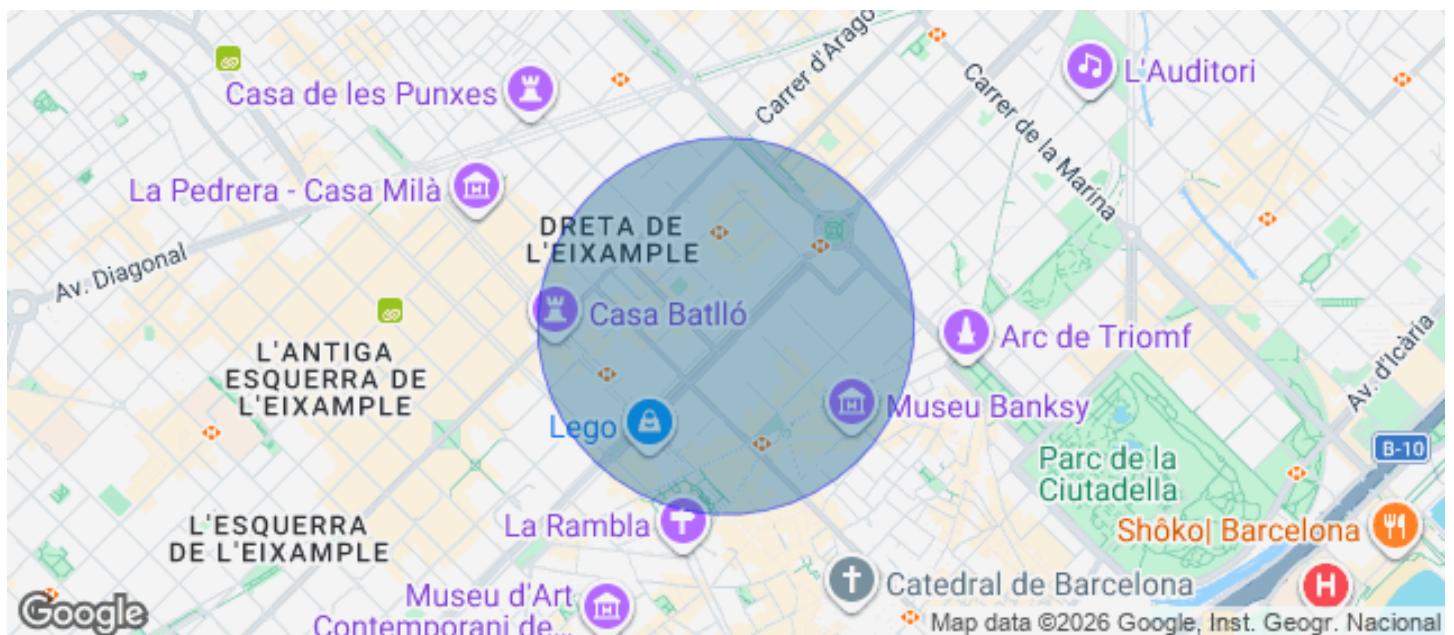 Carrer d'Arago
L'Auditori
Casa de les Punxes
Carrer de la Marina
La Pedrera - Casa Milà
DRETA DE
L'EIXAMPLE
Av. Diagonal
Casa Batlló
Arc de Triomf
L'ANTIGA
ESQUERRA DE
L'EIXAMPLE
Av. d'Icària
Lego
Museu Banksy
B-10
Parc de la
Ciutadella
L'ESQUERRA
DE L'EIXAMPLE
La Rambla
Shôko| Barcelona
Catedral de Barcelona
H
Museu d'Art
Contemporani de...
Google
Map data ©2026 Google, Inst. Geogr. Nacional